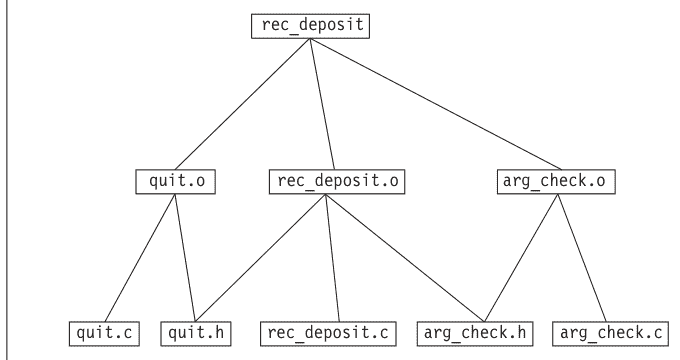 rec_deposit
quit.o
rec_deposit.o
arg_check.o
quit.c
quit.h
rec_deposit.c
arg_check.h
arg_check.c